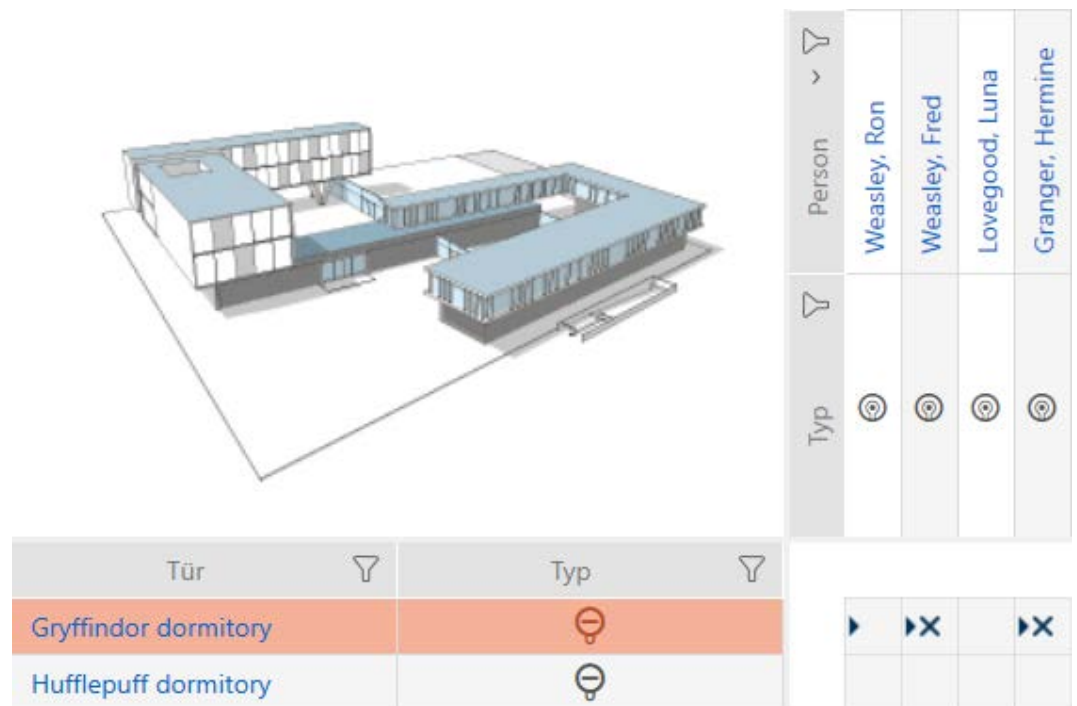 Person
Weasley, Ron
Weasley, Fred
Lovegood, Luna
Granger, Hermine
Typ
Tür Typ
Gryffindor dormitory
Hufflepuff dormitory